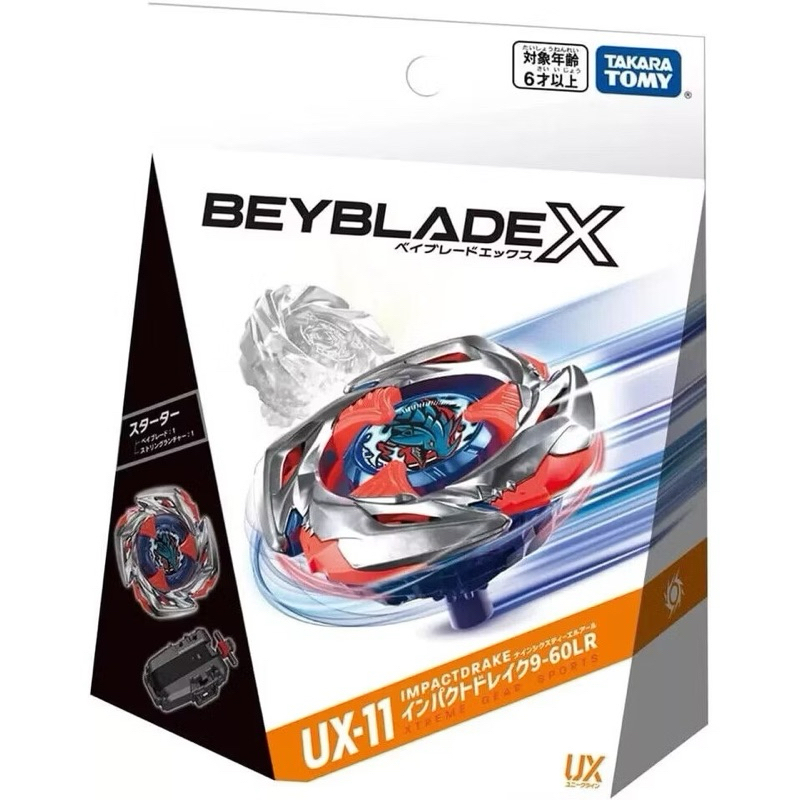 たいしょうねんれい
対象年齢
さい いじょう
6才以上
TAKARA
TOMY
®
BEYBLADE X
ベイブレードエックス
スターター
ベイブレード:1
ストリングランチャー:1
IMPACTDRAKE ナインシクスティーエルアール
UX-11 インパクトドレイク9-60LR
XTREME GEAR SPORTS
UX
ユニークライン